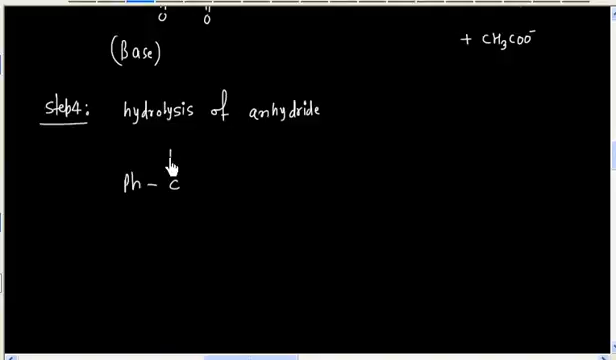 O O
(Base)
+ CH₃COO⁻
Step4: hydrolysis of anhydride
Ph – C